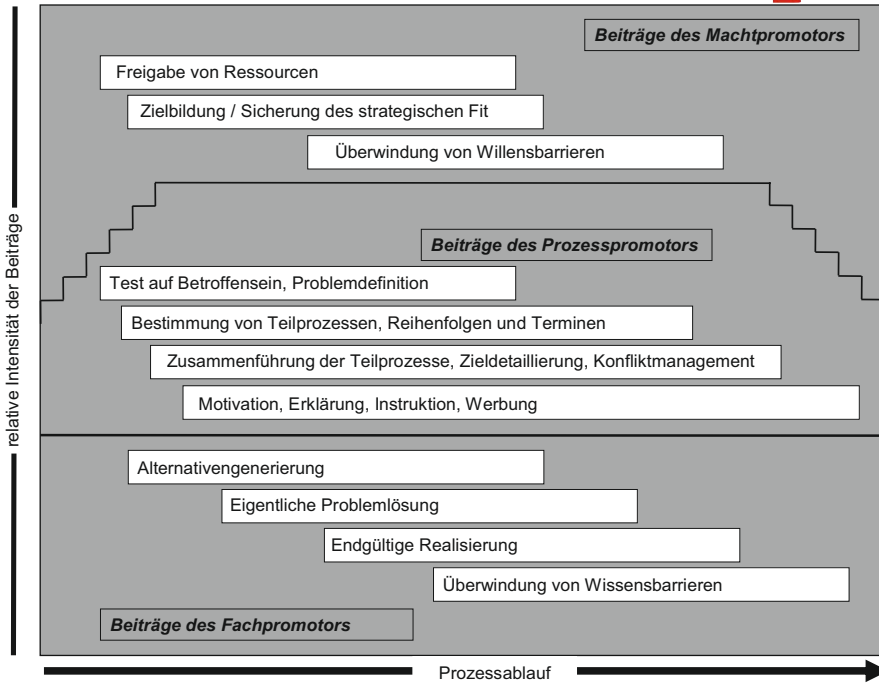 Beiträge des Machtpromotors
Freigabe von Ressourcen
Zielbildung / Sicherung des strategischen Fit
Überwindung von Willensbarrieren
relative Intensität der Beiträge
Beiträge des Prozesspromotors
Test auf Betroffensein, Problemdefinition
Bestimmung von Teilprozessen, Reihenfolgen und Terminen
Zusammenführung der Teilprozesse, Zieldetaillierung, Konfliktmanagement
Motivation, Erklärung, Instruktion, Werbung
Alternativengenerierung
Eigentliche Problemlösung
Endgültige Realisierung
Überwindung von Wissensbarrieren
Beiträge des Fachpromotors
Prozessablauf